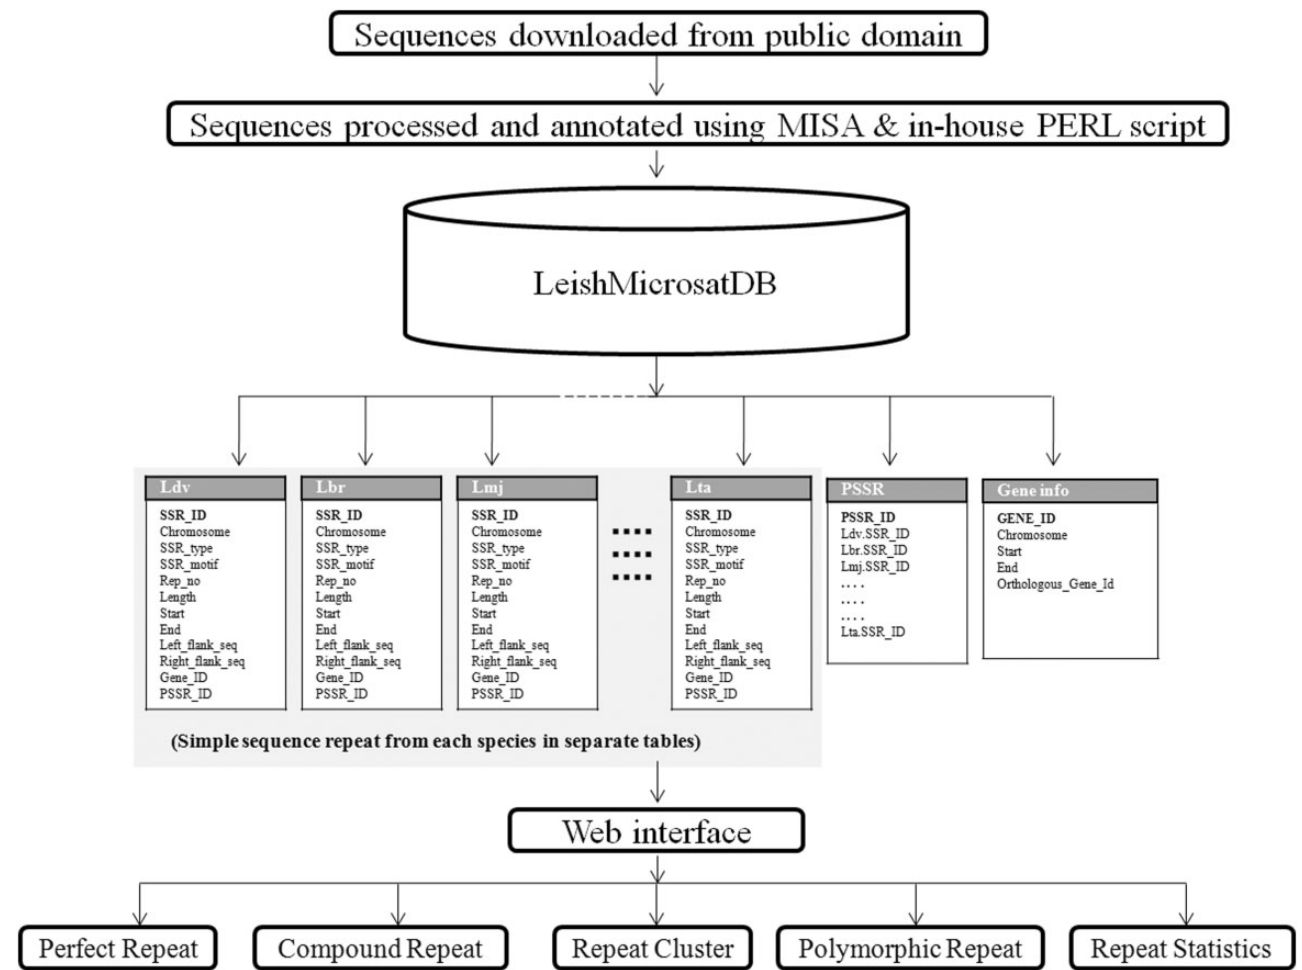 Sequences downloaded from public domain
Sequences processed and annotated using MISA & in-house PERL script
LeishMicrosatDB
Ldv
SSR_ID
Chromosome
SSR_type
SSR_motif
Rep_no
Length
Start
End
Left_flank_seq
Right_flank_seq
Gene_ID
PSSR_ID
Lbr
SSR_ID
Chromosome
SSR_type
SSR_motif
Rep_no
Length
Start
End
Left_flank_seq
Right_flank_seq
Gene_ID
PSSR_ID
Lmj
SSR_ID
Chromosome
SSR_type
SSR_motif
Rep_no
Length
Start
End
Left_flank_seq
Right_flank_seq
Gene_ID
PSSR_ID
....
....
....
Lta
SSR_ID
Chromosome
SSR_type
SSR_motif
Rep_no
Length
Start
End
Left_flank_seq
Right_flank_seq
Gene_ID
PSSR_ID
PSSR
PSSR_ID
Ldv.SSR_ID
Lbr.SSR_ID
Lmj.SSR_ID
....
....
....
Lta.SSR_ID
Gene info
GENE_ID
Chromosome
Start
End
Orthologous_Gene_Id
(Simple sequence repeat from each species in separate tables)
Web interface
Perfect Repeat
Compound Repeat
Repeat Cluster
Polymorphic Repeat
Repeat Statistics